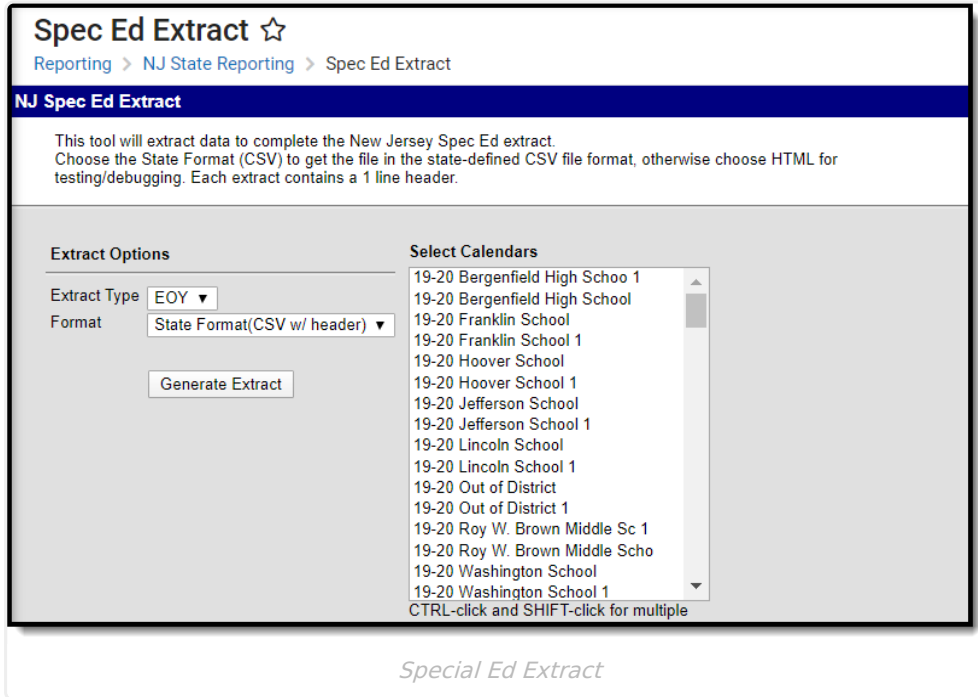 Spec Ed Extract ☆
Reporting > NJ State Reporting > Spec Ed Extract
NJ Spec Ed Extract
This tool will extract data to complete the New Jersey Spec Ed extract.
Choose the State Format (CSV) to get the file in the state-defined CSV file format, otherwise choose HTML for
testing/debugging. Each extract contains a 1 line header.
Extract Options
Extract Type EOY ▼
Format State Format(CSV w/ header) ▼
Generate Extract
Select Calendars
19-20 Bergenfield High Schoo 1
19-20 Bergenfield High School
19-20 Franklin School
19-20 Franklin School 1
19-20 Hoover School
19-20 Hoover School 1
19-20 Jefferson School
19-20 Jefferson School 1
19-20 Lincoln School
19-20 Lincoln School 1
19-20 Out of District
19-20 Out of District 1
19-20 Roy W. Brown Middle Sc 1
19-20 Roy W. Brown Middle Scho
19-20 Washington School
19-20 Washington School 1
CTRL-click and SHIFT-click for multiple
Special Ed Extract